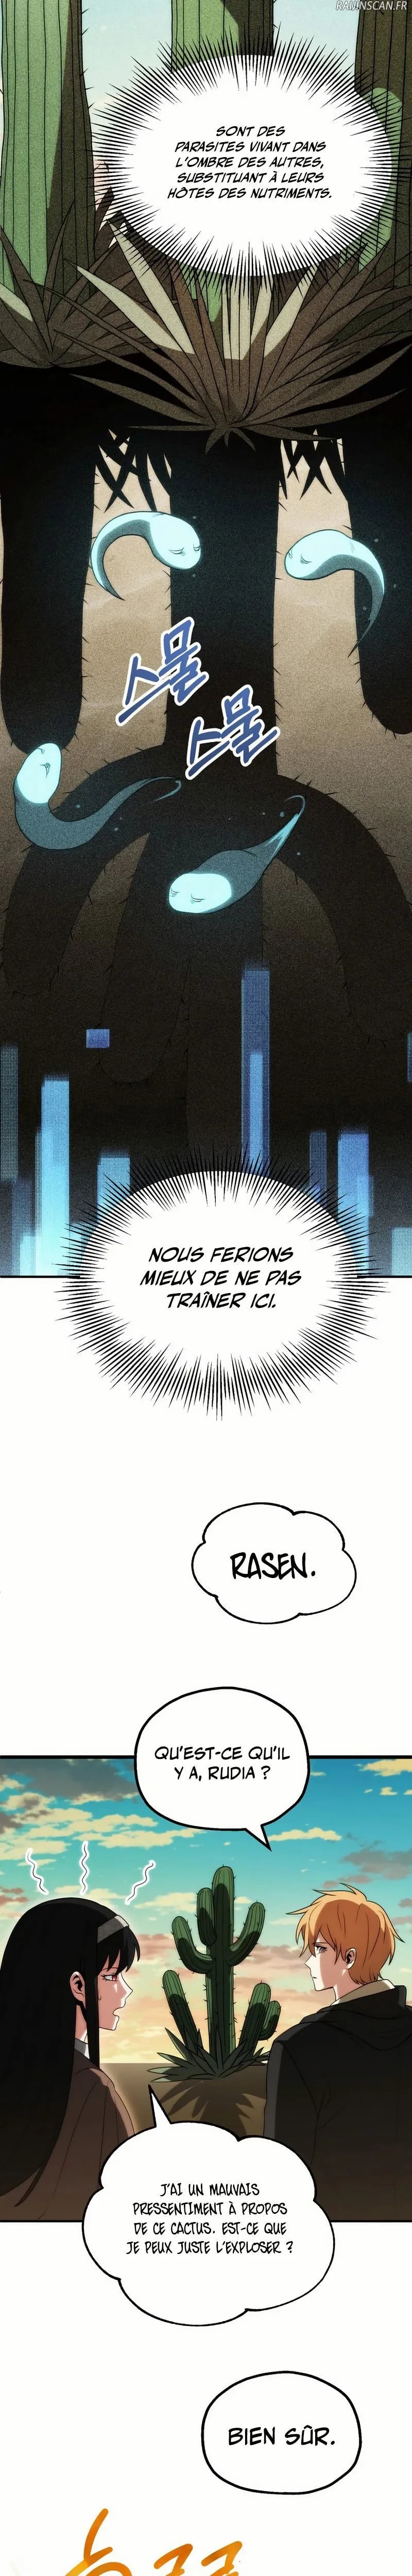 RAIJINSCAN.FR
SONT DES
PARASITES VIVANT DANS
L'OMBRE DES AUTRES,
SUBSTITUANT À LEURS
HÔTES DES NUTRIMENTS.
스물
스물
NOUS FERIONS
MIEUX DE NE PAS
TRAÎNER ICI.
RASEN.
QU'EST-CE QU'IL
Y A, RUDIA ?
J'AI UN MAUVAIS
PRESSENTIMENT À PROPOS
DE CE CACTUS. EST-CE QUE
JE PEUX JUSTE L'EXPLOSER ?
BIEN SÛR.